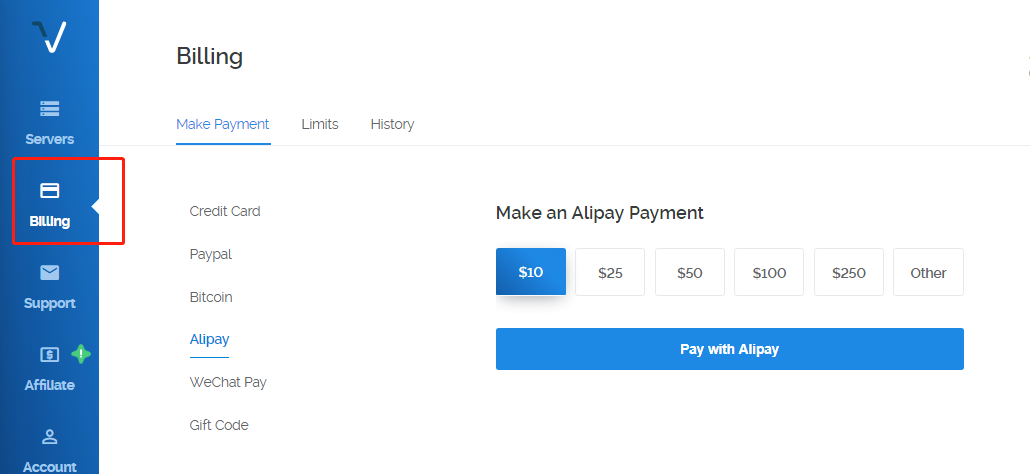 Servers
Billing
Support
Affiliate
Account
Billing
Make Payment
Limits
History
Credit Card
Paypal
Bitcoin
Alipay
WeChat Pay
Gift Code
Make an Alipay Payment
$10
$25
$50
$100
$250
Other
Pay with Alipay